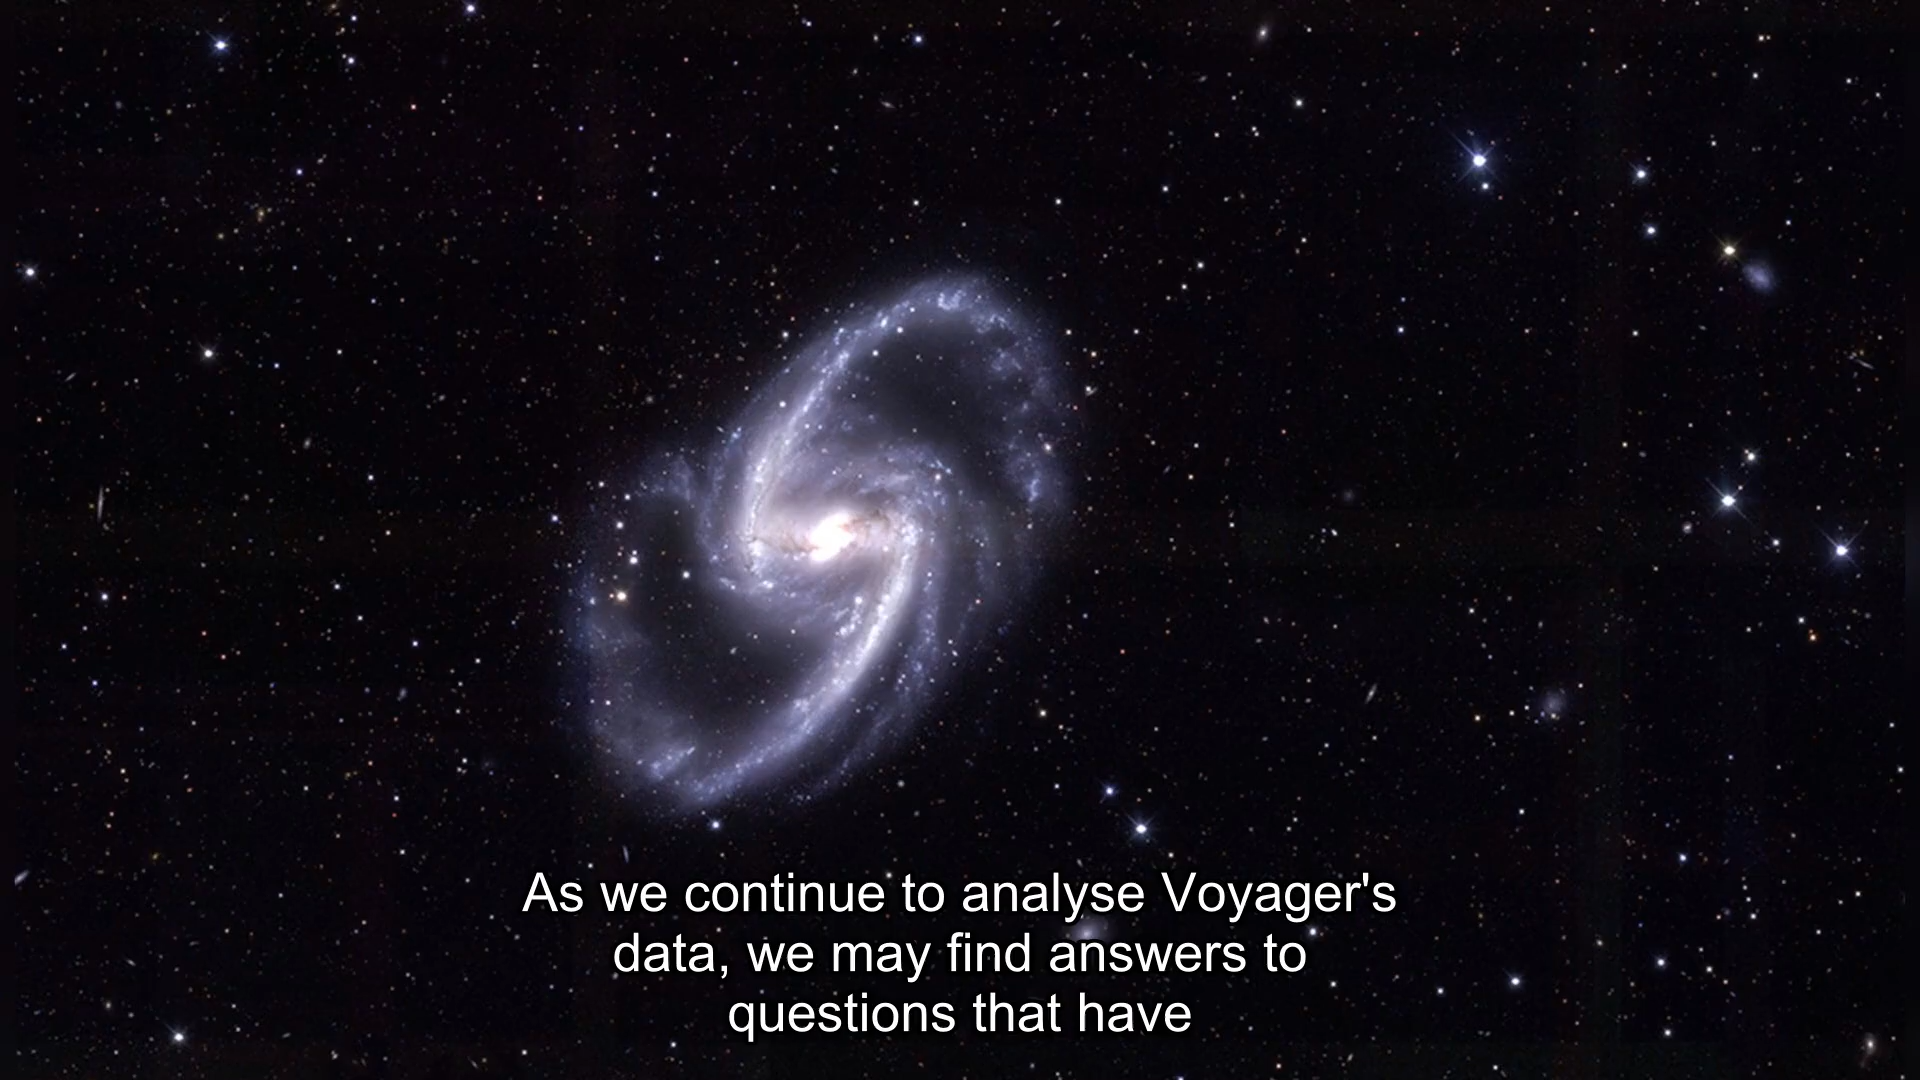 As we continue to analyse Voyager's
data, we may find answers to
questions that have